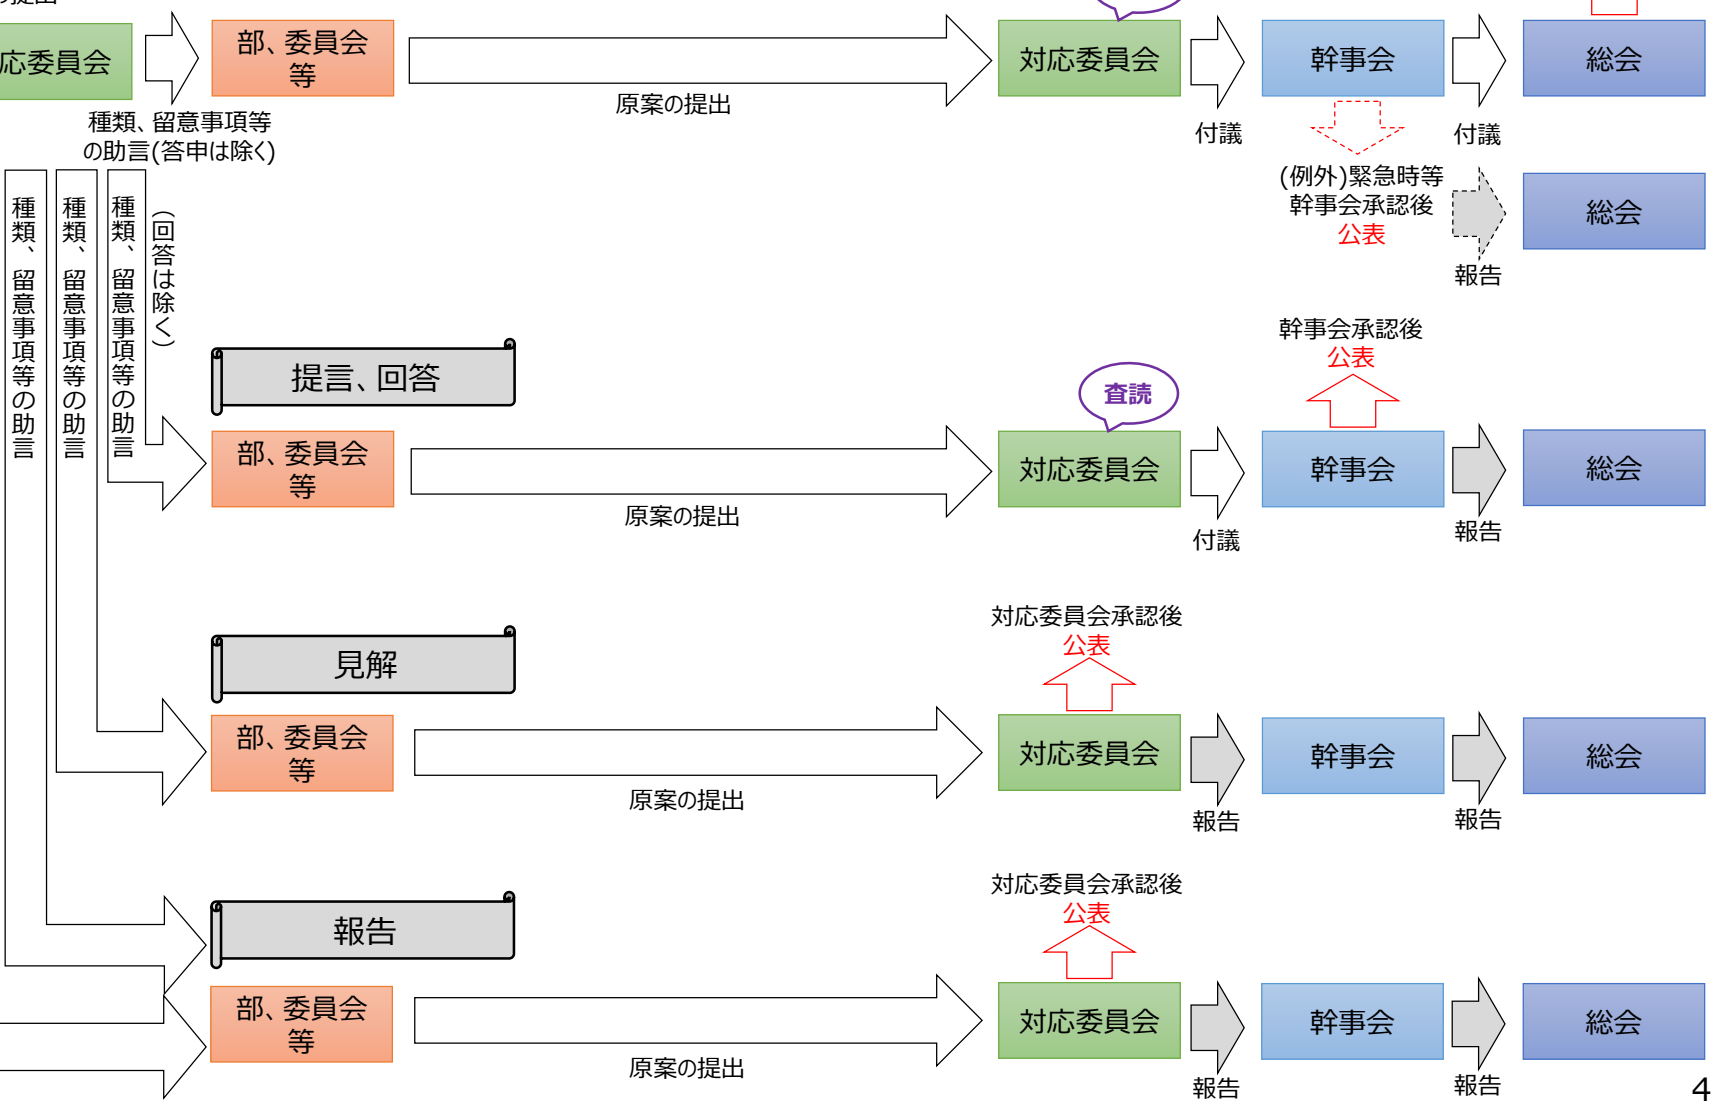 の提出
応委員会
部、委員会
等
対応委員会
幹事会
総会
原案の提出
付議
付議
種類、留意事項等
の助言(答申は除く)
(例外)緊急時等
幹事会承認後
公表
総会
報告
種類、留意事項等の助言
種類、留意事項等の助言
種類、留意事項等の助言
(回答は除く)
提言、回答
査読
幹事会承認後
公表
部、委員会
等
対応委員会
幹事会
総会
原案の提出
付議
報告
見解
対応委員会承認後
公表
部、委員会
等
対応委員会
幹事会
総会
原案の提出
報告
報告
報告
対応委員会承認後
公表
部、委員会
等
対応委員会
幹事会
総会
原案の提出
報告
報告
4